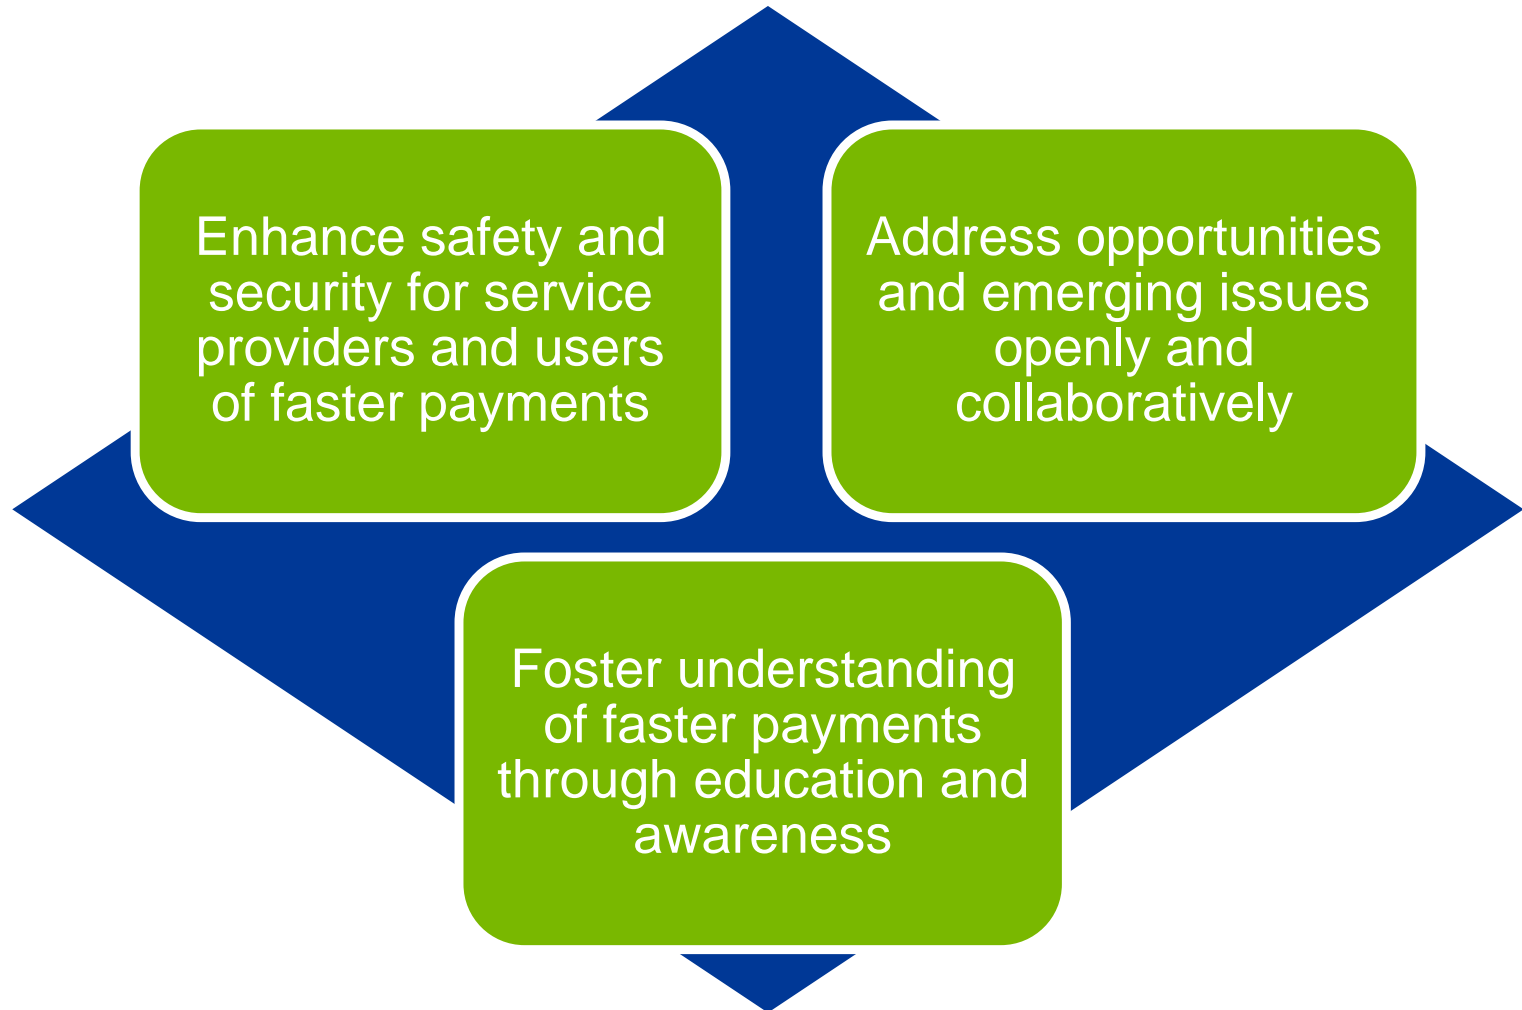 Enhance safety and
security for service
providers and users
of faster payments
Address opportunities
and emerging issues
openly and
collaboratively
Foster understanding
of faster payments
through education and
awareness